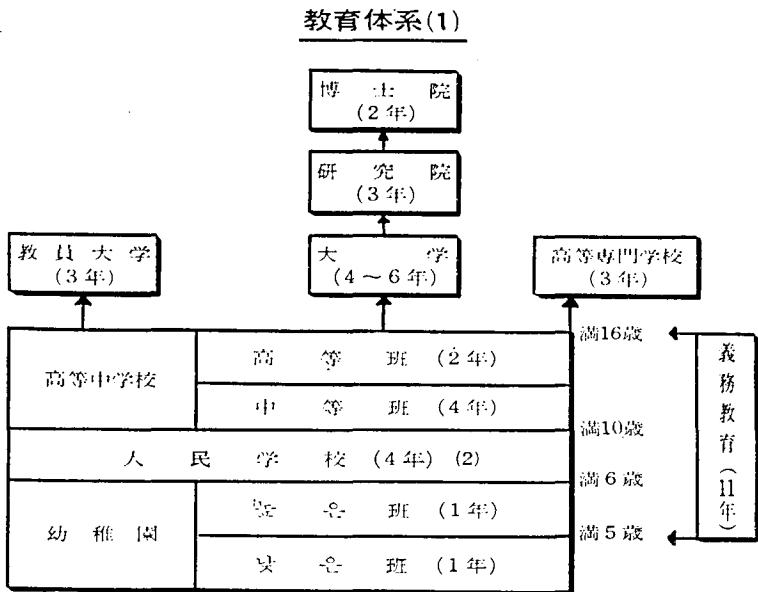 教育体系(1)
博士院
(2年)
研究院
(3年)
教員大学
(3年)
大学
(4～6年)
高等専門学校
(3年)
高等中学校
高等班 (2年)
中等班 (4年)
人民学校 (4年) (2)
幼稚園
높은班 (1年)
낮은班 (1年)
満16歳
満10歳
満6歳
満5歳
義務教育(11年)